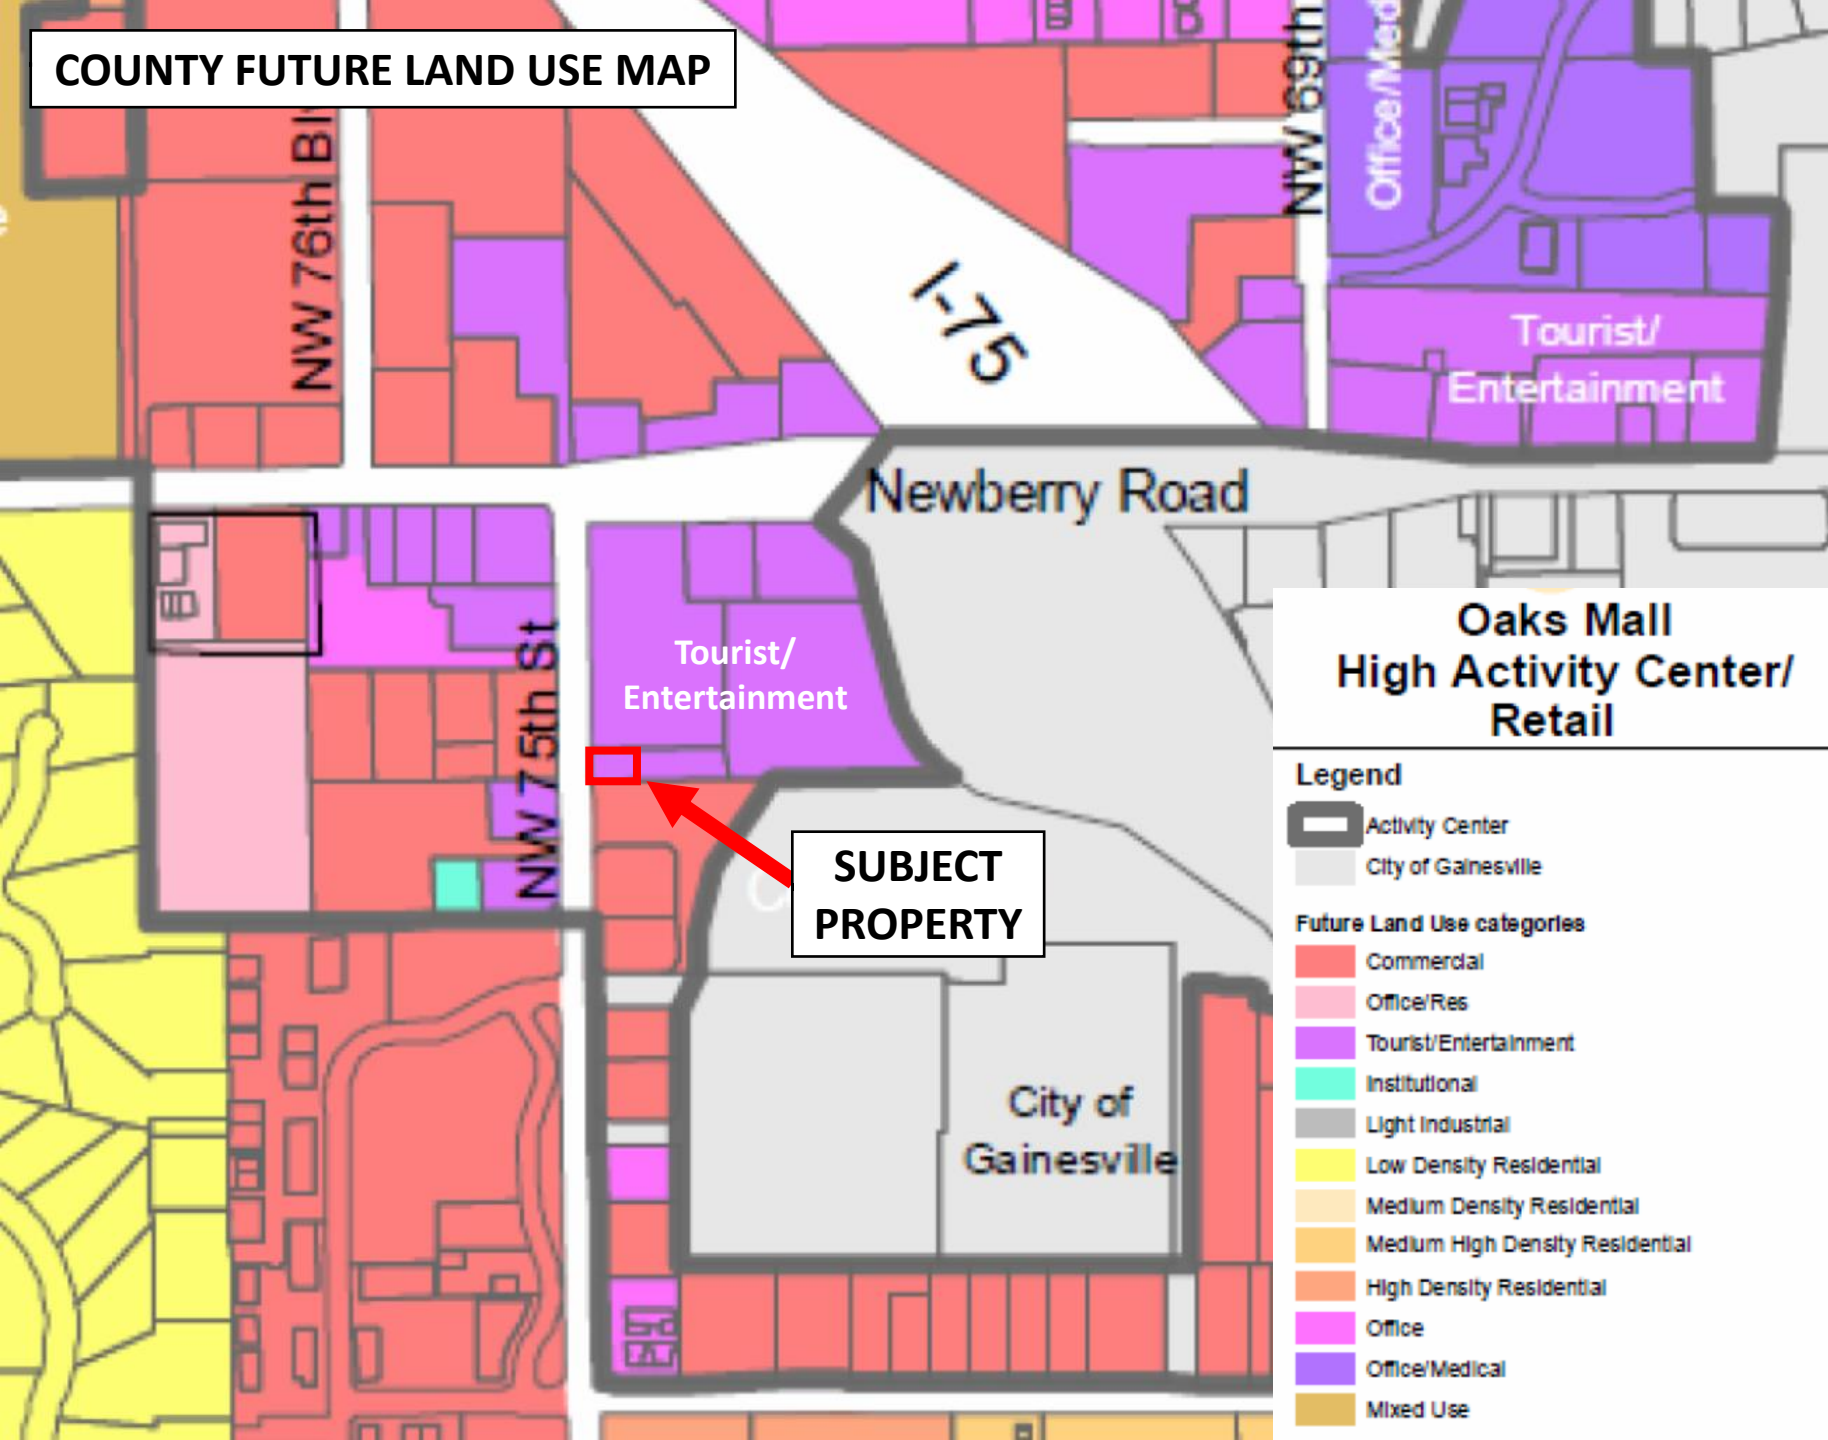 COUNTY FUTURE LAND USE MAP
NW 76th
NW 69th
Office/Med
I-75
Tourist/
Entertainment
Newberry Road
NW 75th St
Tourist/
Entertainment
SUBJECT
PROPERTY
City of
Gainesville
Oaks Mall
High Activity Center/
Retail
Legend
Activity Center
City of Gainesville
Future Land Use categories
Commercial
Office/Res
Tourist/Entertainment
Institutional
Light Industrial
Low Density Residential
Medium Density Residential
Medium High Density Residential
High Density Residential
Office
Office/Medical
Mixed Use